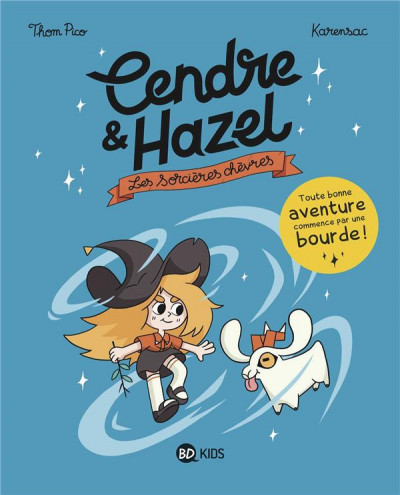 Thom Pico
Karensac
Cendre
& Hazel
Les sorcières chèvres
Toute bonne
aventure
commence par une
bourde !
BD KIDS